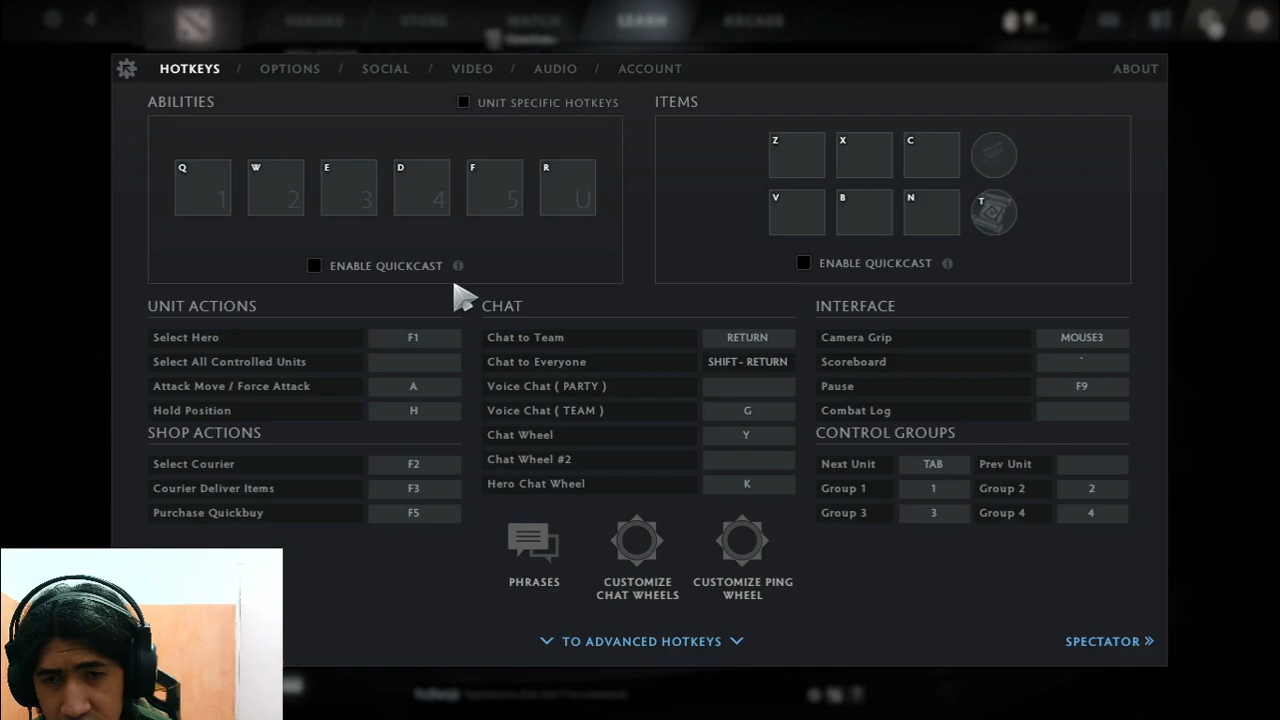 HEROES STORE WATCH LEARN ARCADE
HOTKEYS / OPTIONS / SOCIAL / VIDEO / AUDIO / ACCOUNT ABOUT
ABILITIES UNIT SPECIFIC HOTKEYS
Q 1 W 2 E 3 D 4 F 5 R U
ENABLE QUICKCAST
ITEMS
Z X C
V B N T
ENABLE QUICKCAST
UNIT ACTIONS
Select Hero F1
Select All Controlled Units
Attack Move / Force Attack A
Hold Position H
SHOP ACTIONS
Select Courier F2
Courier Deliver Items F3
Purchase Quickbuy F5
CHAT
Chat to Team RETURN
Chat to Everyone SHIFT - RETURN
Voice Chat ( PARTY )
Voice Chat ( TEAM ) G
Chat Wheel Y
Chat Wheel #2
Hero Chat Wheel K
PHRASES
CUSTOMIZE
CHAT WHEELS
CUSTOMIZE PING
WHEEL
INTERFACE
Camera Grip MOUSE3
Scoreboard `
Pause F9
Combat Log
CONTROL GROUPS
Next Unit TAB Prev Unit
Group 1 1 Group 2 2
Group 3 3 Group 4 4
TO ADVANCED HOTKEYS
SPECTATOR »